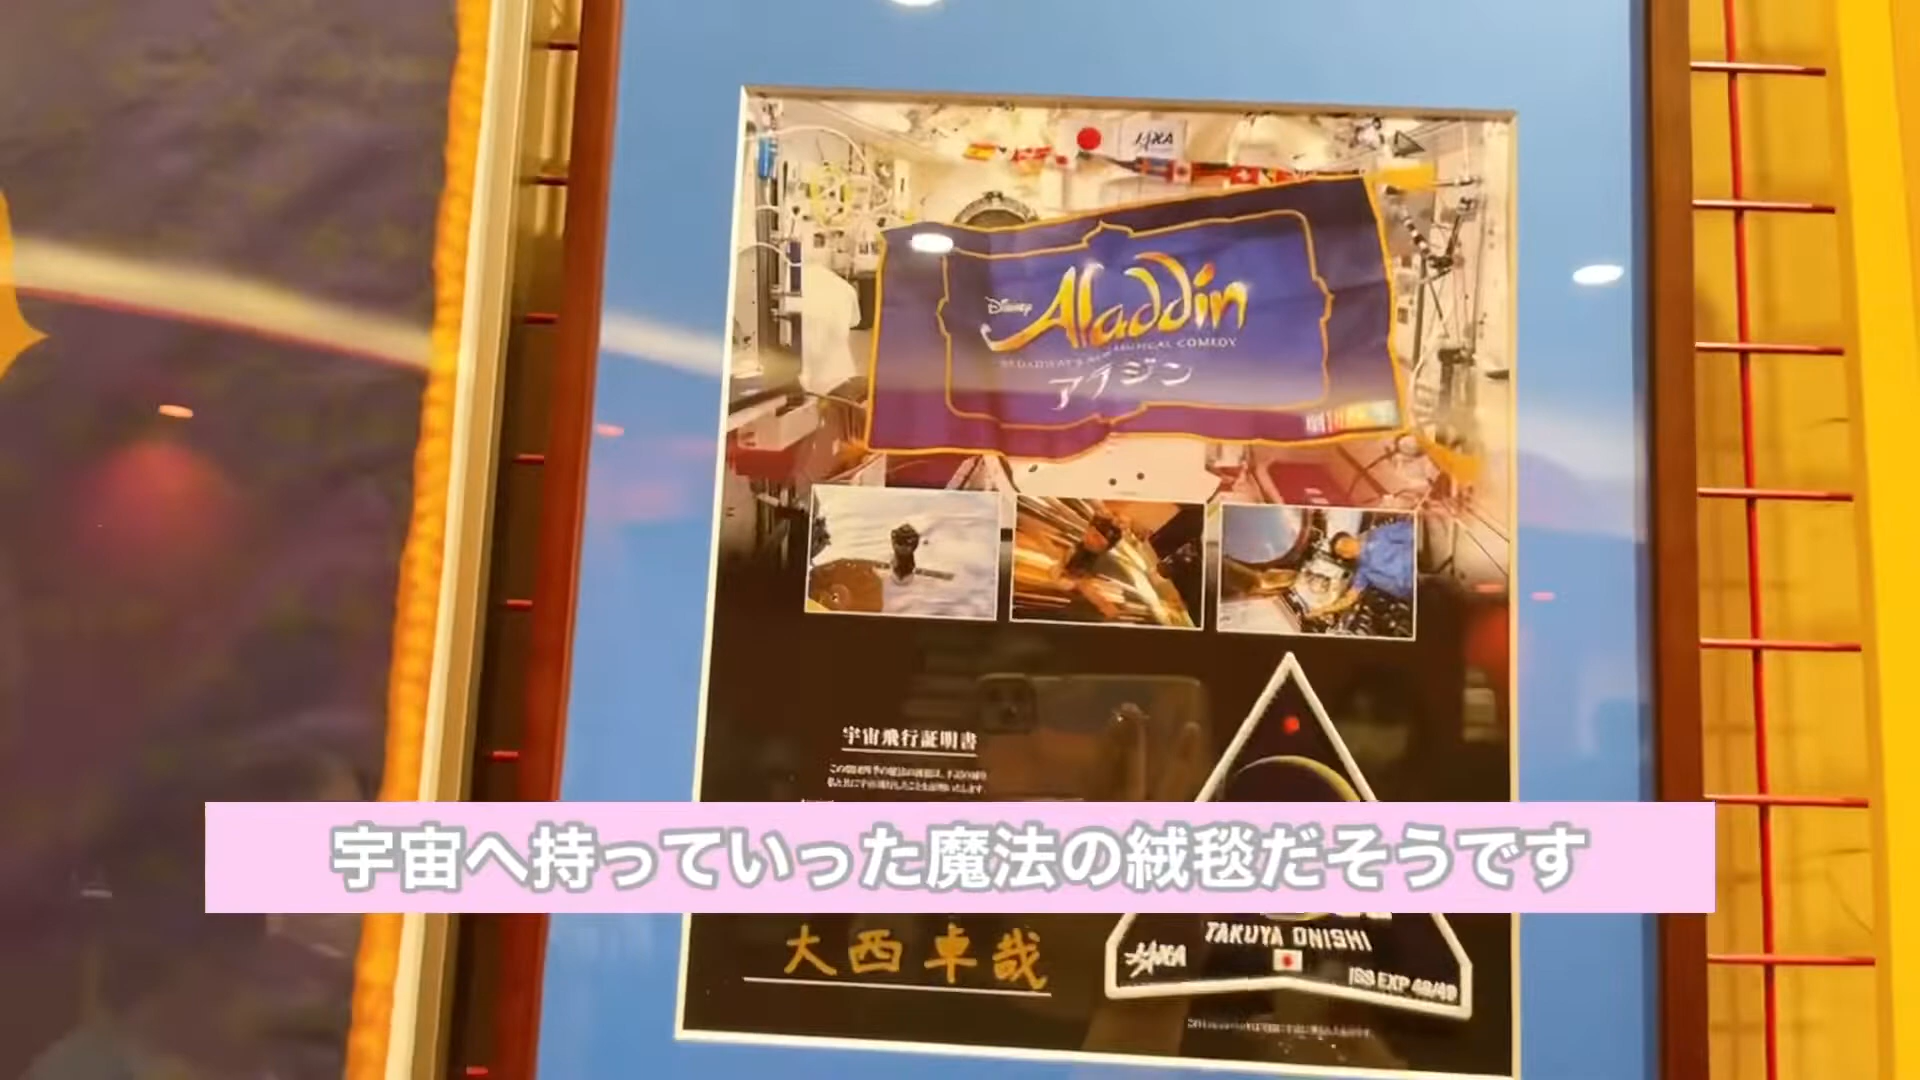 JAXA
Disney
Aladdin
BROADWAY'S NEW MUSICAL COMEDY
アラジン
宇宙飛行証明書
宇宙へ持っていった魔法の絨毯だそうです
大西卓哉
TAKUYA ONISHI
JAXA
ISS EXP 48/49